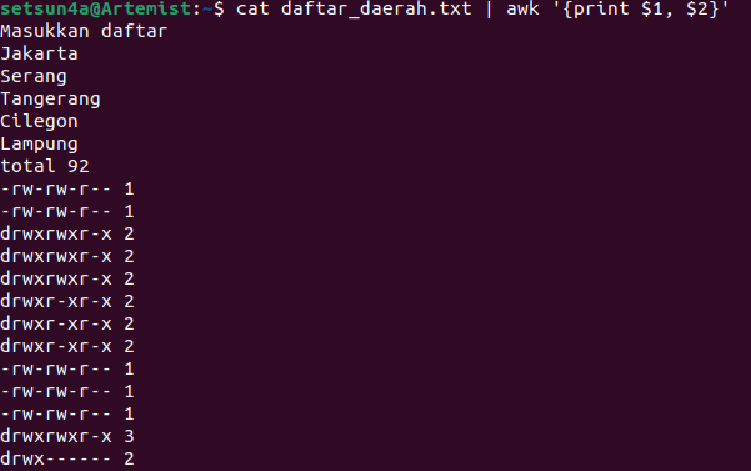 setsun4a@Artemist:~$ cat daftar_daerah.txt | awk '{print $1, $2}'
Masukkan daftar
Jakarta
Serang
Tangerang
Cilegon
Lampung
total 92
-rw-rw-r-- 1
-rw-rw-r-- 1
drwxrwxr-x 2
drwxrwxr-x 2
drwxrwxr-x 2
drwxr-xr-x 2
drwxr-xr-x 2
drwxr-xr-x 2
-rw-rw-r-- 1
-rw-rw-r-- 1
-rw-rw-r-- 1
drwxrwxr-x 3
drwx------ 2